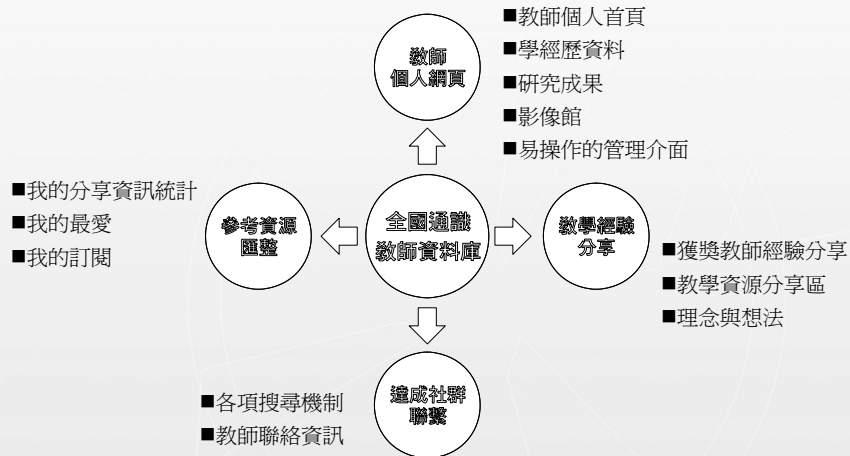 教師
個人網頁
■教師個人首頁
■學經歷資料
■研究成果
■影像館
■易操作的管理介面
■我的分享資訊統計
■我的最愛
■我的訂閱
參考資源
匯整
全國通識
教師資料庫
教學經驗
分享
■獲獎教師經驗分享
■教學資源分享區
■理念與想法
■各項搜尋機制
■教師聯絡資訊
達成社群
聯繫